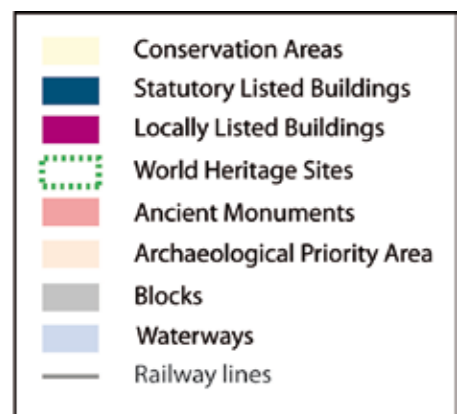 Conservation Areas
Statutory Listed Buildings
Locally Listed Buildings
World Heritage Sites
Ancient Monuments
Archaeological Priority Area
Blocks
Waterways
Railway lines